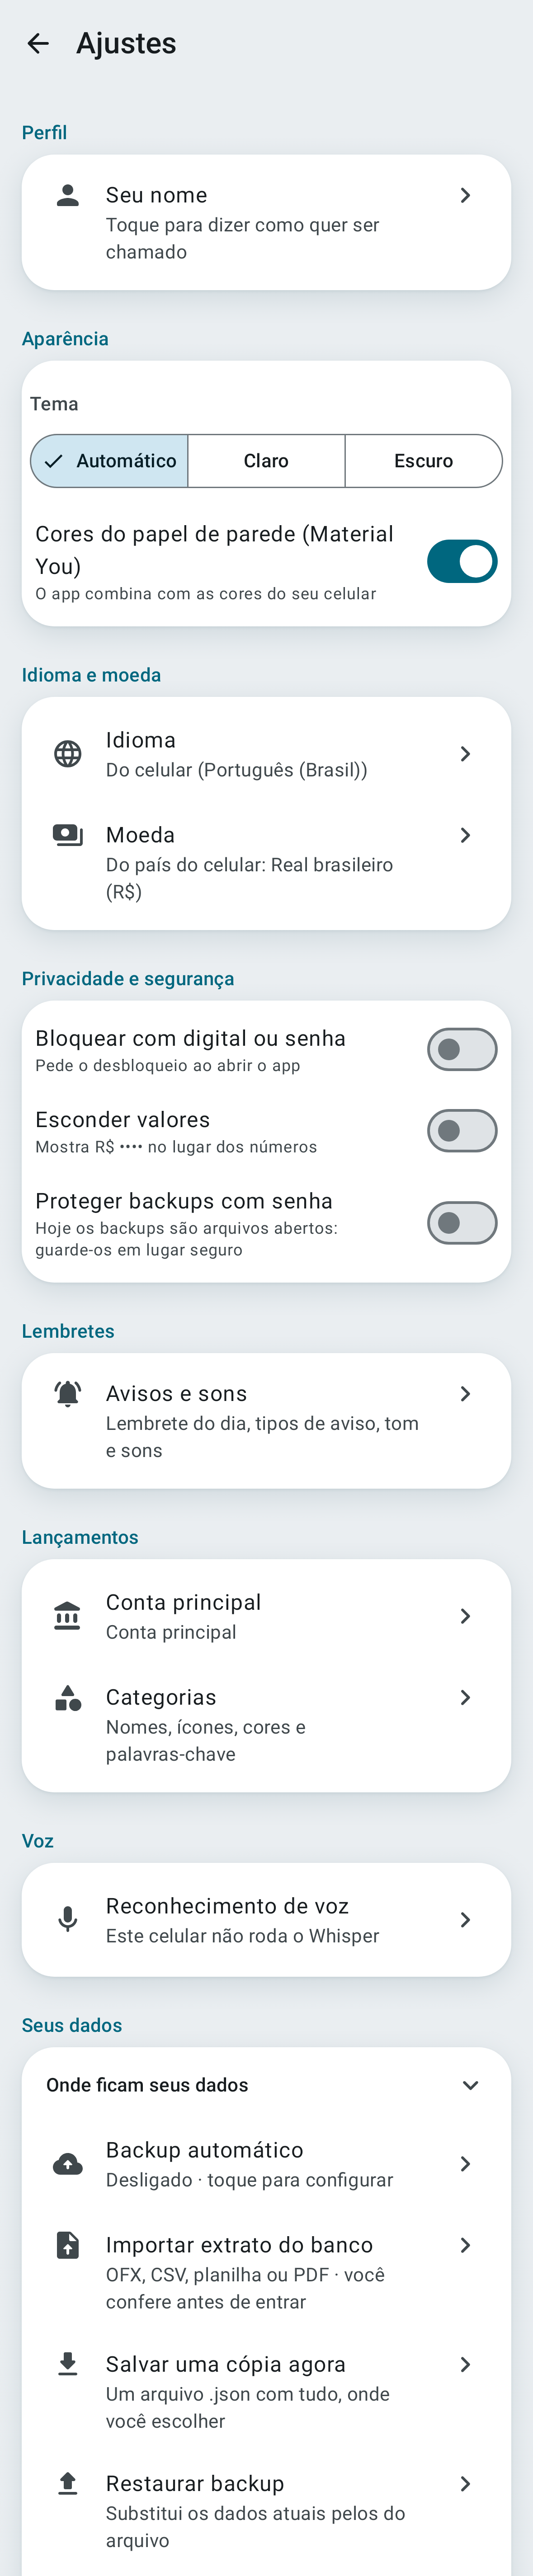 Ajustes
Perfil
Seu nome
Toque para dizer como quer ser
chamado
Aparência
Tema
Automático
Claro
Escuro
Cores do papel de parede (Material
You)
O app combina com as cores do seu celular
Idioma e moeda
Idioma
Do celular (Português (Brasil))
Moeda
Do país do celular: Real brasileiro
(R$)
Privacidade e segurança
Bloquear com digital ou senha
Pede o desbloqueio ao abrir o app
Esconder valores
Mostra R$ •••• no lugar dos números
Proteger backups com senha
Hoje os backups são arquivos abertos:
guarde-os em lugar seguro
Lembretes
Avisos e sons
Lembrete do dia, tipos de aviso, tom
e sons
Lançamentos
Conta principal
Conta principal
Categorias
Nomes, ícones, cores e
palavras-chave
Voz
Reconhecimento de voz
Este celular não roda o Whisper
Seus dados
Onde ficam seus dados
Backup automático
Desligado · toque para configurar
Importar extrato do banco
OFX, CSV, planilha ou PDF · você
confere antes de entrar
Salvar uma cópia agora
Um arquivo .json com tudo, onde
você escolher
Restaurar backup
Substitui os dados atuais pelos do
arquivo